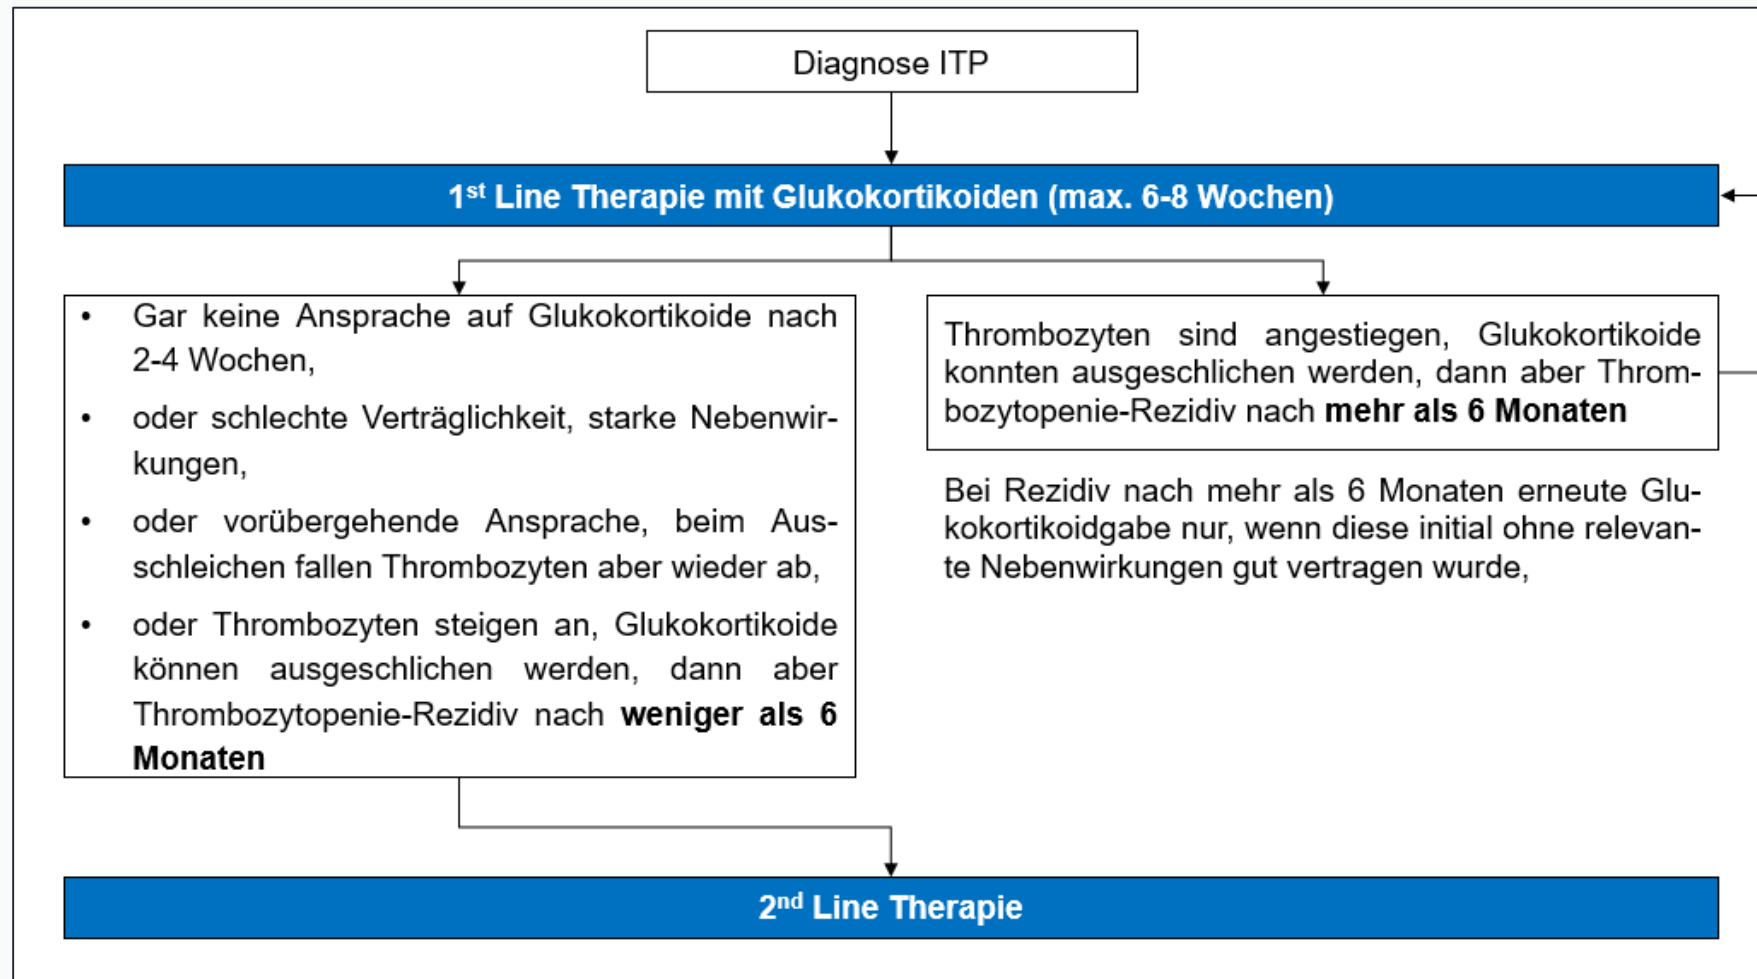 Diagnose ITP
1st Line Therapie mit Glukokortikoiden (max. 6-8 Wochen)
• Gar keine Ansprache auf Glukokortikoide nach
2-4 Wochen,
• oder schlechte Verträglichkeit, starke Nebenwir-
kungen,
• oder vorübergehende Ansprache, beim Aus-
schleichen fallen Thrombozyten aber wieder ab,
• oder Thrombozyten steigen an, Glukokortikoide
können ausgeschlichen werden, dann aber
Thrombozytopenie-Rezidiv nach weniger als 6
Monaten
Thrombozyten sind angestiegen, Glukokortikoide
konnten ausgeschlichen werden, dann aber Throm-
bozytopenie-Rezidiv nach mehr als 6 Monaten
Bei Rezidiv nach mehr als 6 Monaten erneute Glu-
kokortikoidgabe nur, wenn diese initial ohne relevan-
te Nebenwirkungen gut vertragen wurde,
2nd Line Therapie